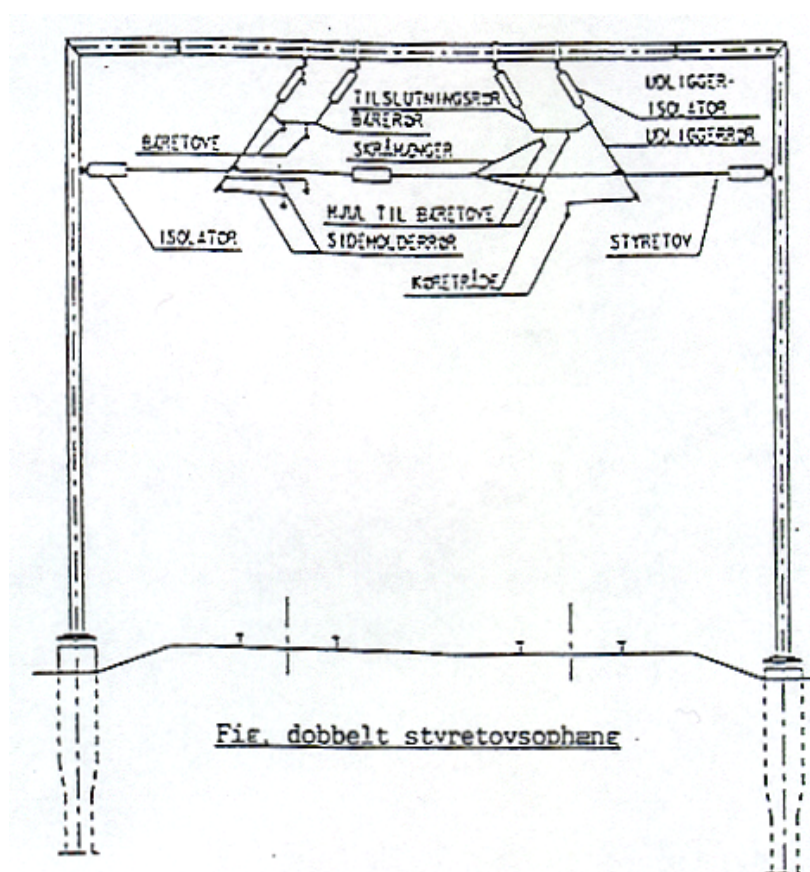 TILSLUTNINGSRØR
BÆRERØR
BÆRETOVE
SKRÅHÆNGER
UDLIGGER-
ISOLATOR
UDLIGGERRØR
ISOLATOR
HJUL TIL BÆRETOVE
SIDEHOLDERRØR
KØRETRÅDE
STYRETOV
Fig. dobbelt styretovsophæng